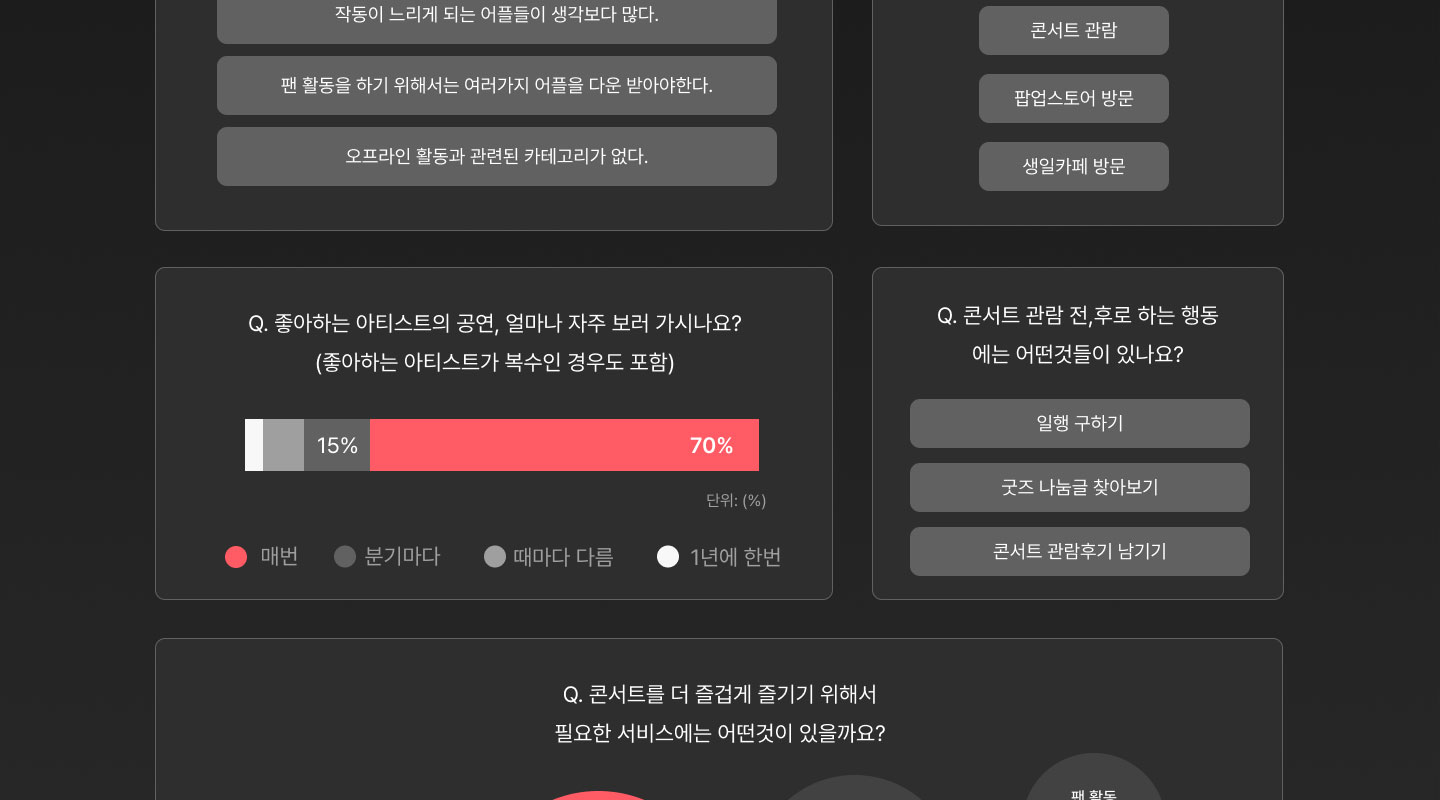 작동이 느리게 되는 어플들이 생각보다 많다.
팬 활동을 하기 위해서는 여러가지 어플을 다운 받아야한다.
오프라인 활동과 관련된 카테고리가 없다.
콘서트 관람
팝업스토어 방문
생일카페 방문
Q. 좋아하는 아티스트의 공연, 얼마나 자주 보러 가시나요?
(좋아하는 아티스트가 복수인 경우도 포함)
15%
70%
단위: (%)
매번
분기마다
때마다 다름
1년에 한번
Q. 콘서트 관람 전,후로 하는 행동
에는 어떤것들이 있나요?
일행 구하기
굿즈 나눔글 찾아보기
콘서트 관람후기 남기기
Q. 콘서트를 더 즐겁게 즐기기 위해서
필요한 서비스에는 어떤것이 있을까요?
팬 활동